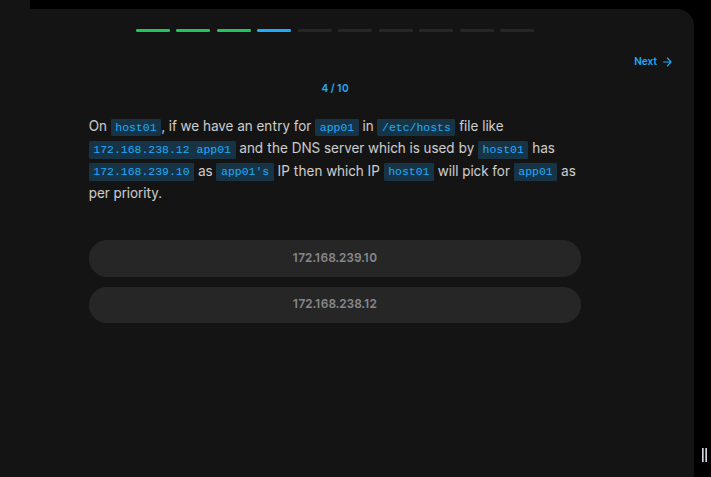 Next →
4 / 10
On host01, if we have an entry for app01 in /etc/hosts file like
172.168.238.12 app01 and the DNS server which is used by host01 has
172.168.239.10 as app01's IP then which IP host01 will pick for app01 as
per priority.
172.168.239.10
172.168.238.12